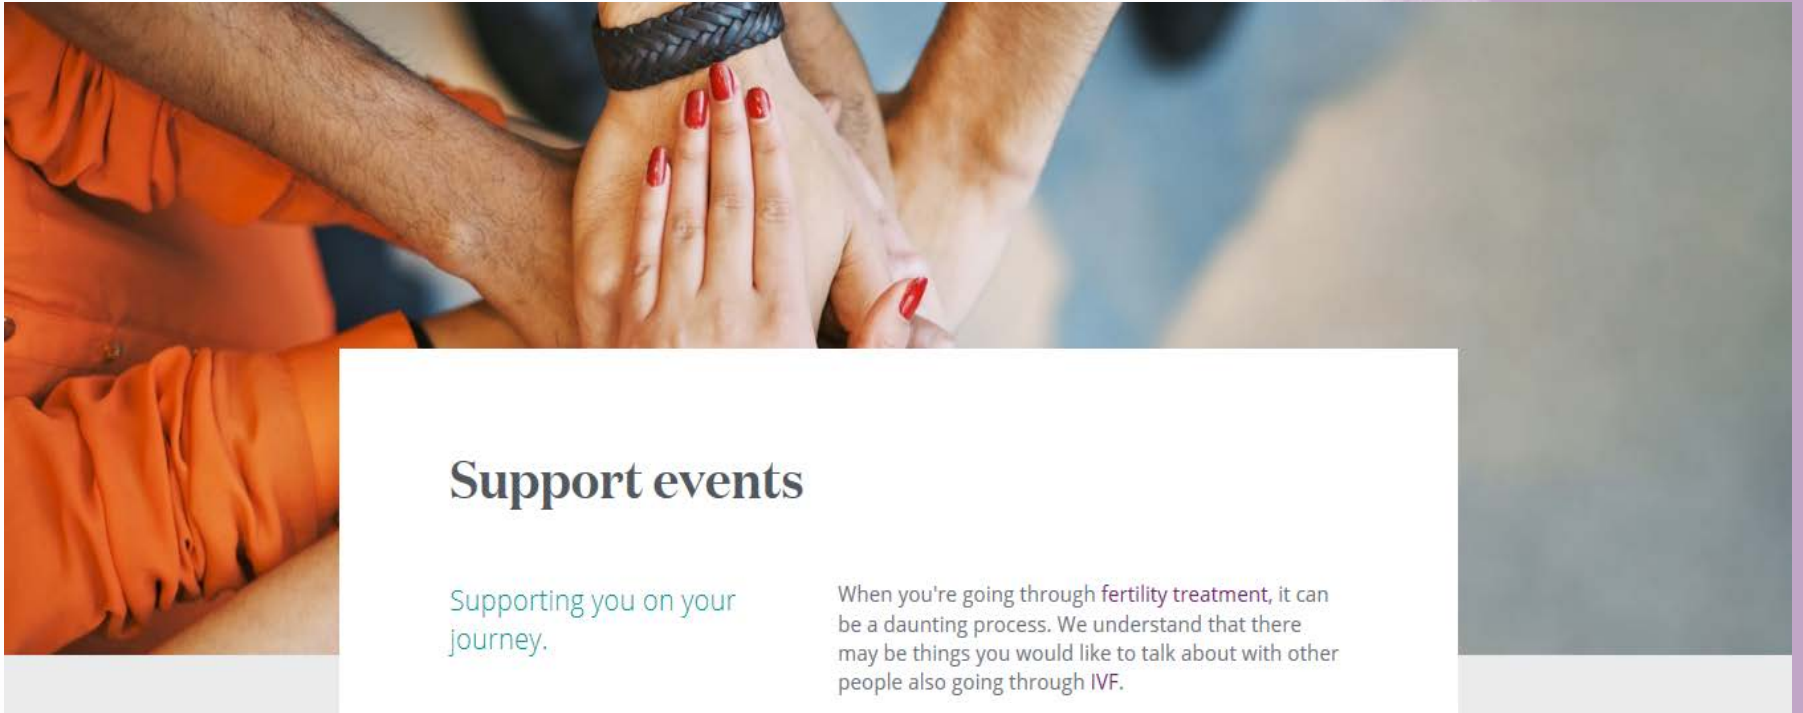 Support events
Supporting you on your
journey.
When you're going through fertility treatment, it can
be a daunting process. We understand that there
may be things you would like to talk about with other
people also going through IVF.